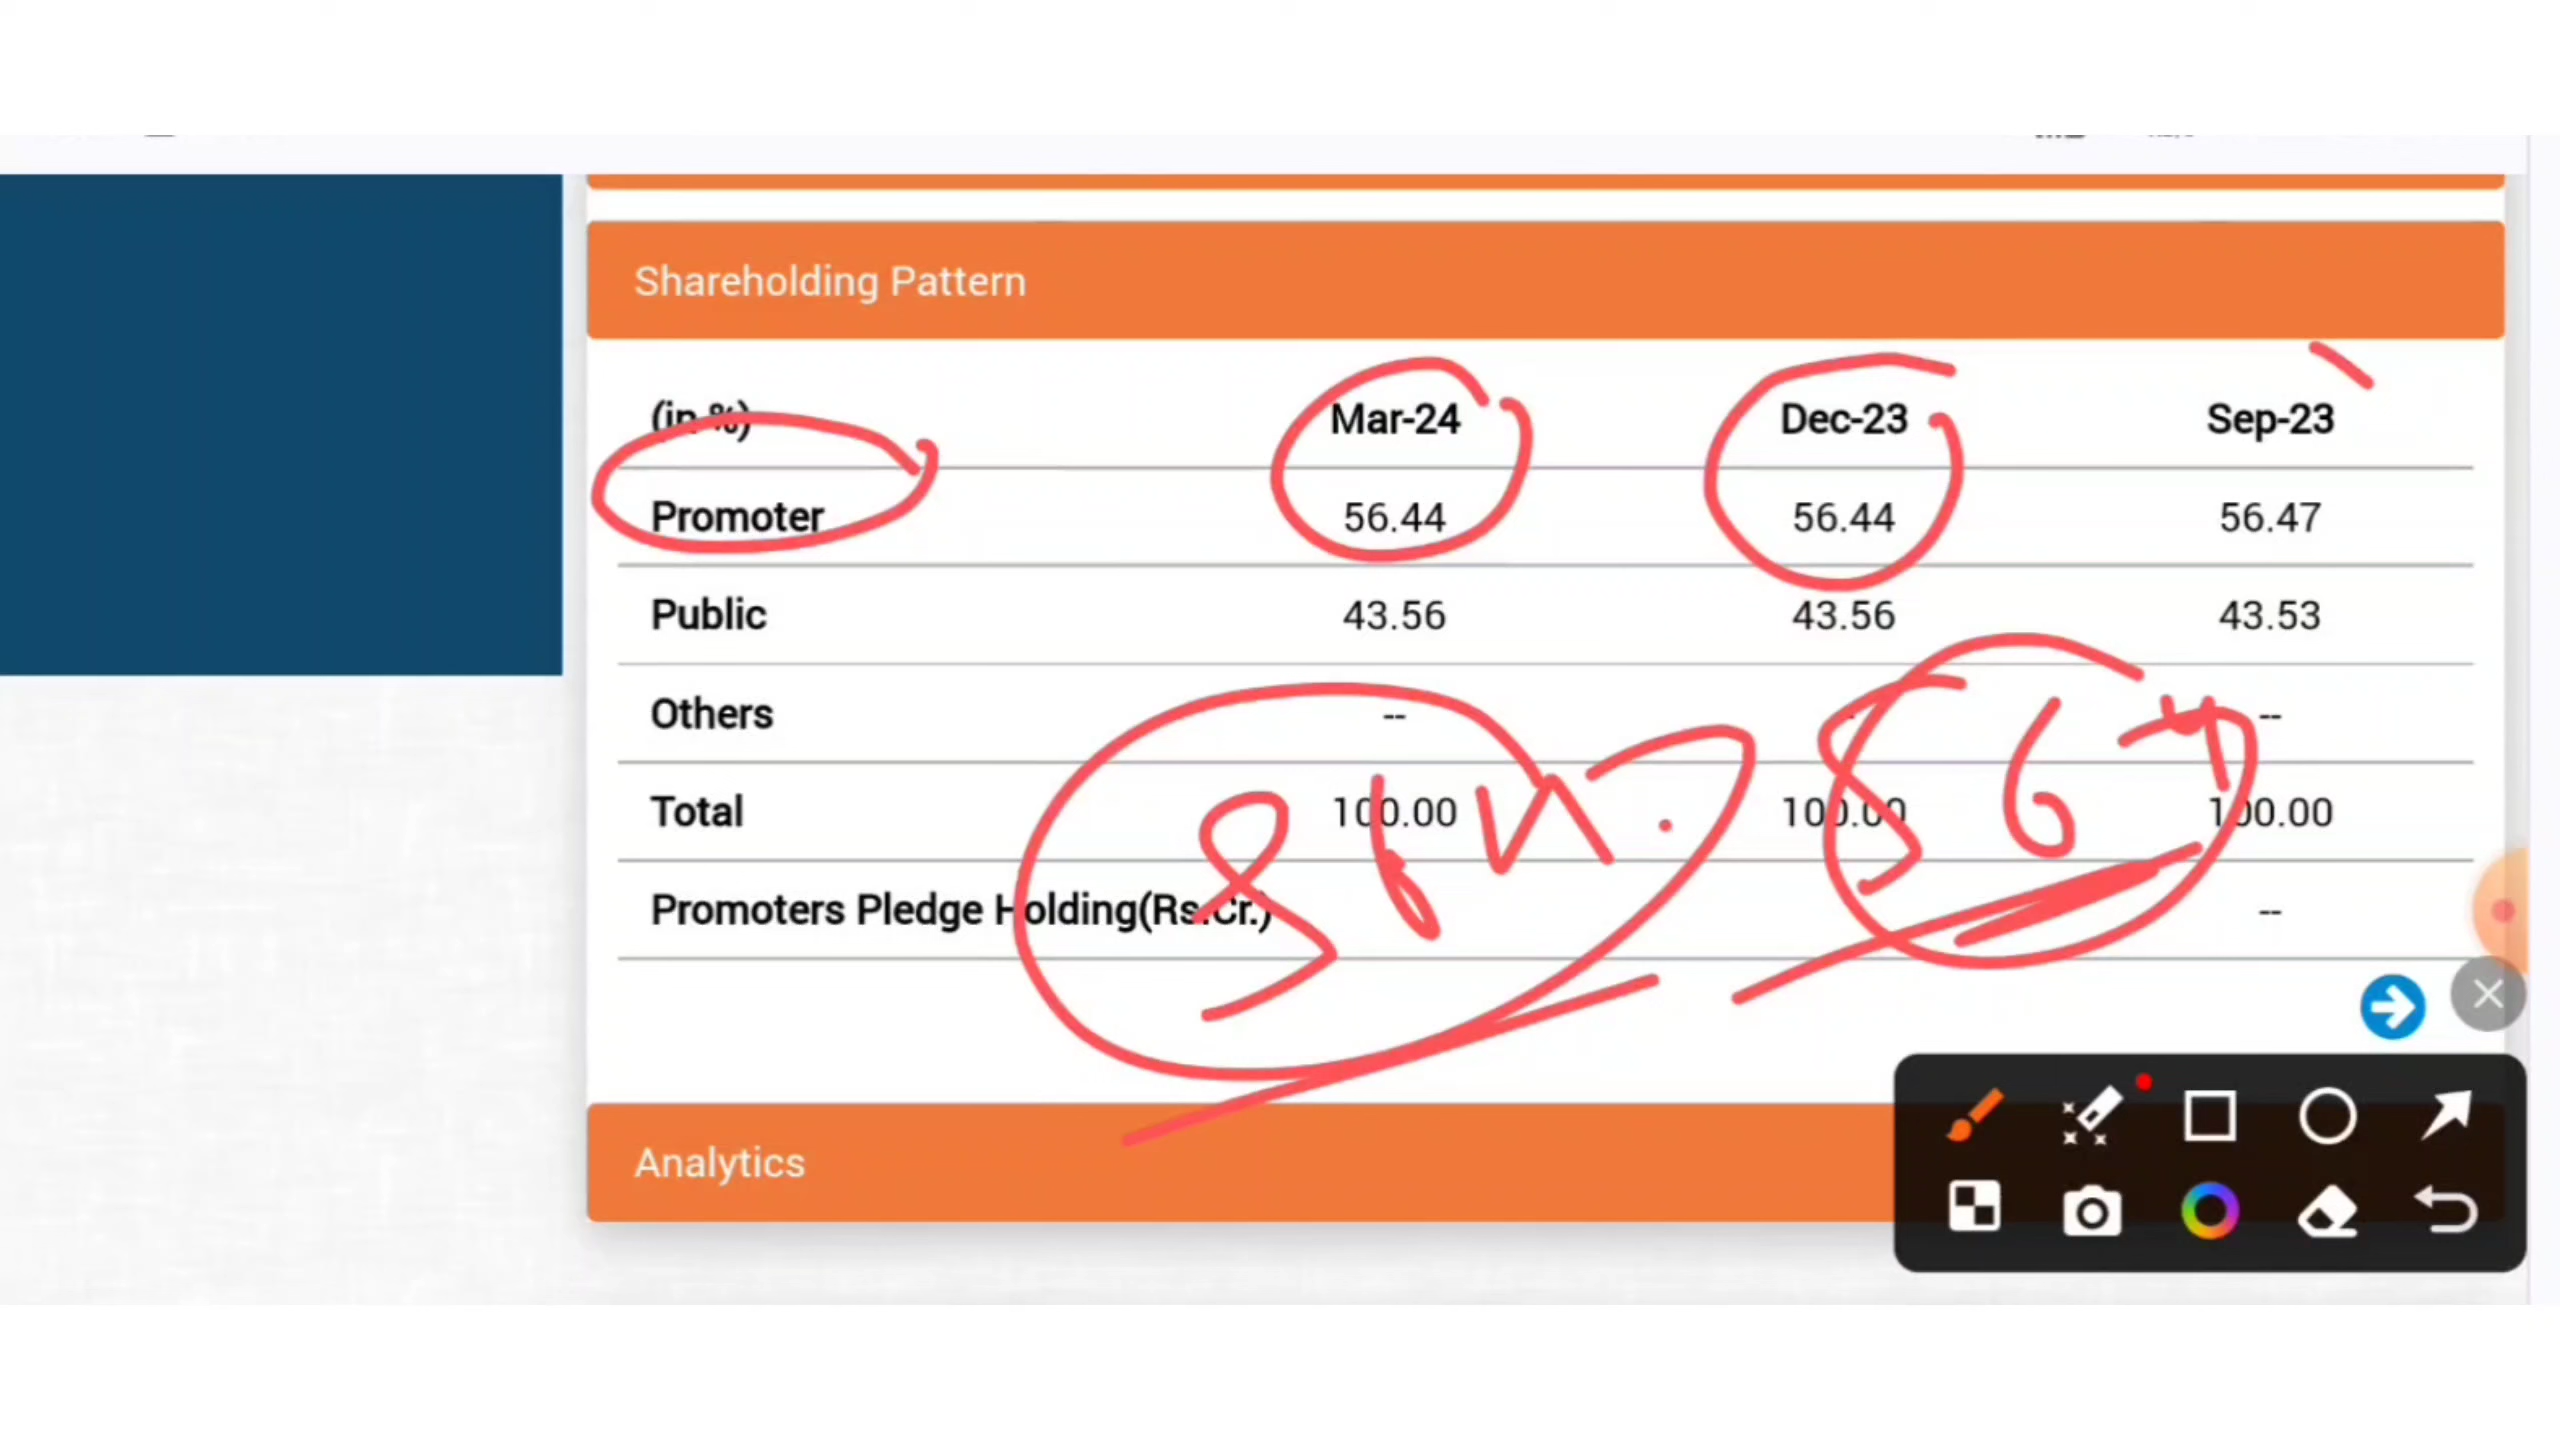 Shareholding Pattern
(in %) Mar-24 Dec-23 Sep-23
Promoter 56.44 56.44 56.47
Public 43.56 43.56 43.53
Others -- --
Total 100.00 100.00 100.00
Promoters Pledge Holding(Rs.Cr.) --
Analytics